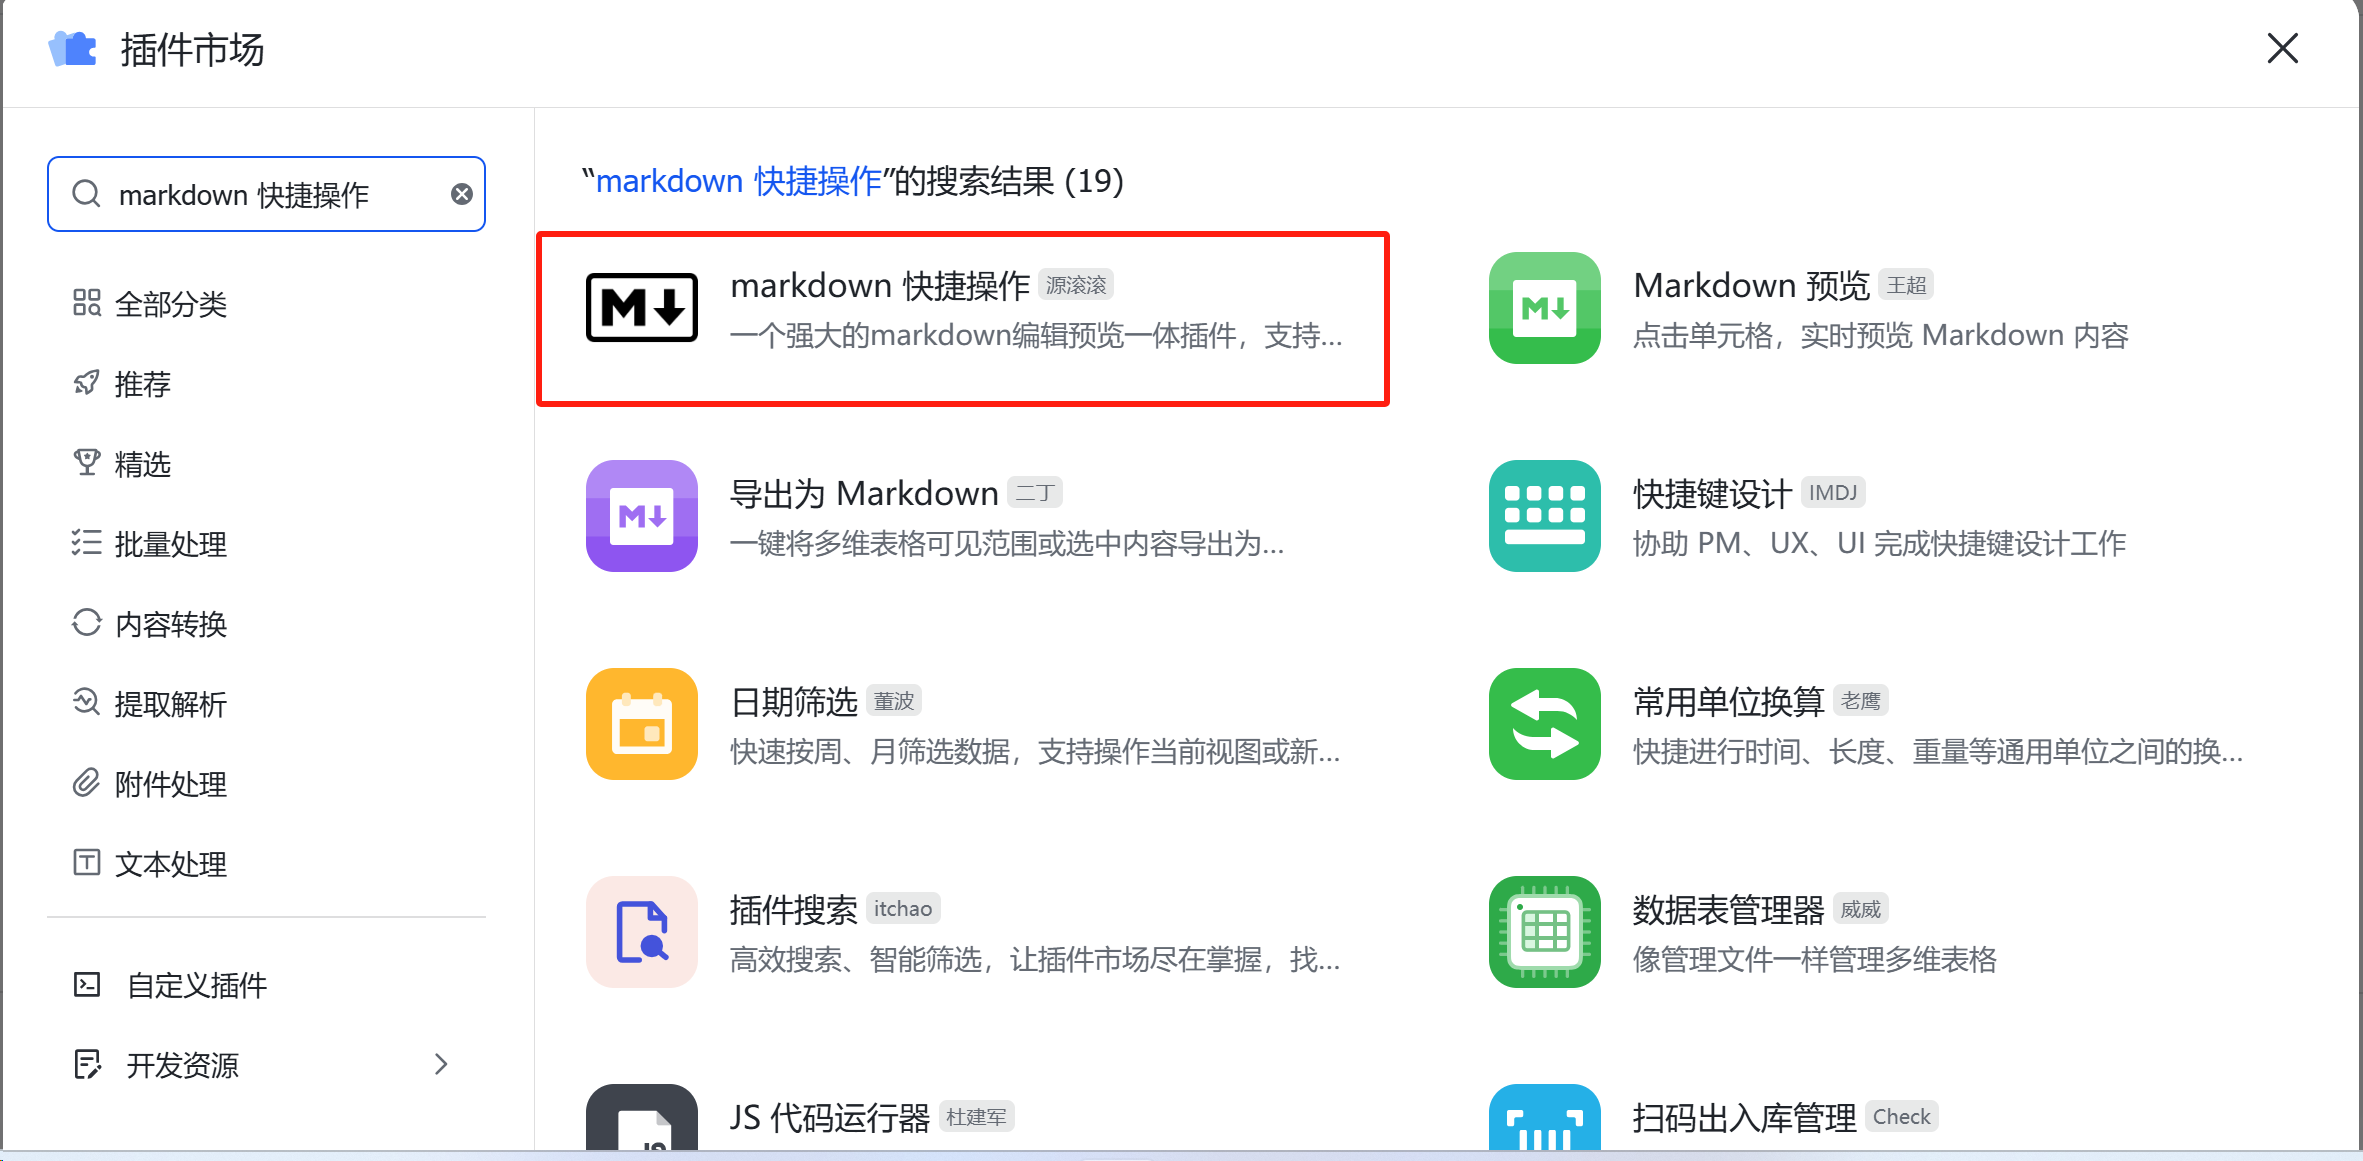 插件市场
markdown 快捷操作
全部分类
推荐
精选
批量处理
内容转换
提取解析
附件处理
文本处理
自定义插件
开发资源
“markdown 快捷操作”的搜索结果 (19)
markdown 快捷操作 源滚滚
一个强大的markdown编辑预览一体插件，支持...
Markdown 预览 王超
点击单元格，实时预览 Markdown 内容
导出为 Markdown 二丁
一键将多维表格可见范围或选中内容导出为...
快捷键设计 IMDJ
协助 PM、UX、UI 完成快捷键设计工作
日期筛选 董波
快速按周、月筛选数据，支持操作当前视图或新...
常用单位换算 老鹰
快捷进行时间、长度、重量等通用单位之间的换...
插件搜索 itchao
高效搜索、智能筛选，让插件市场尽在掌握，找...
数据表管理器 威威
像管理文件一样管理多维表格
JS 代码运行器 杜建军
扫码出入库管理 Check